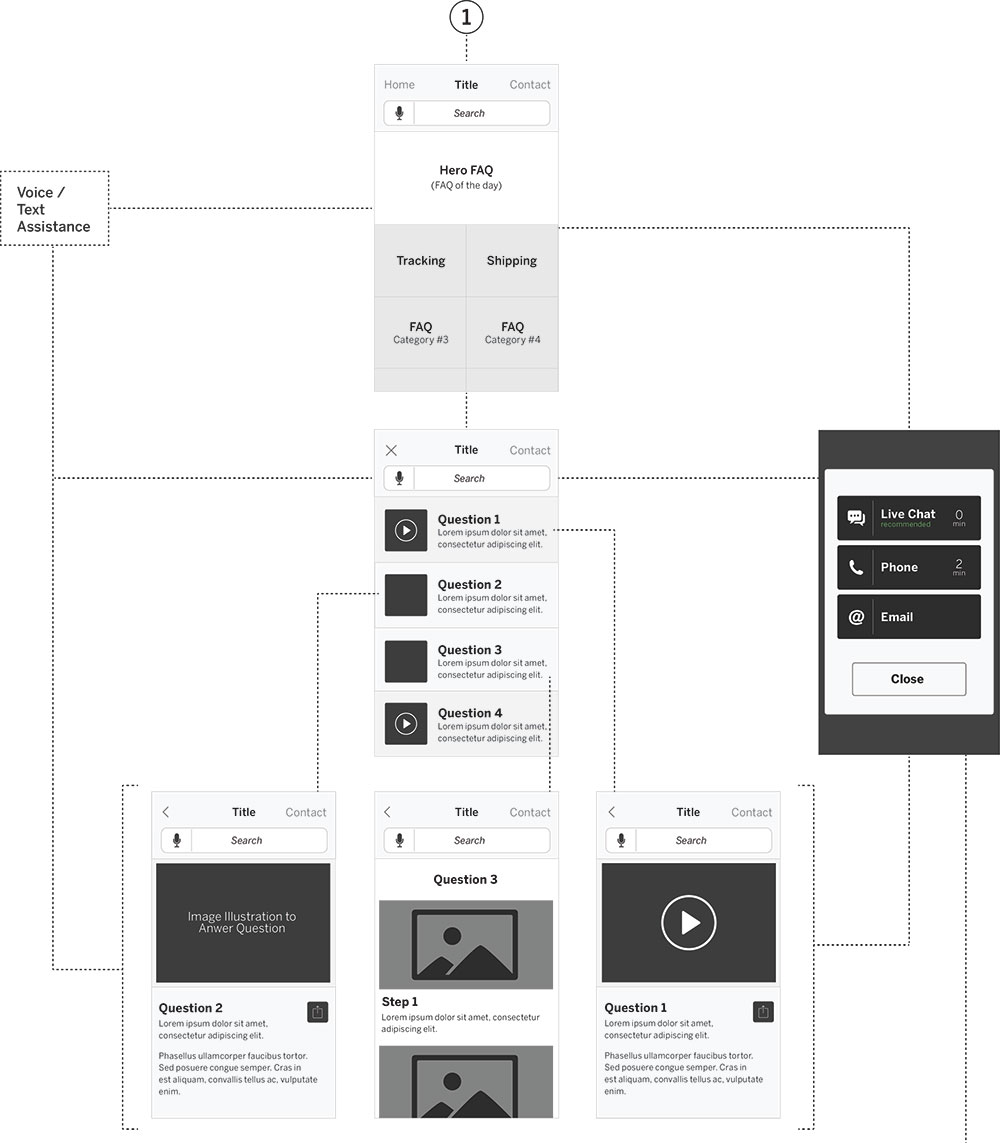 1
Home Title Contact
Search
Hero FAQ
(FAQ of the day)
Voice /
Text
Assistance
Tracking Shipping
FAQ
Category #3
FAQ
Category #4
Title Contact
Search
Question 1
Lorem ipsum dolor sit amet,
consectetur adipiscing elit.
Question 2
Lorem ipsum dolor sit amet,
consectetur adipiscing elit.
Question 3
Lorem ipsum dolor sit amet,
consectetur adipiscing elit.
Question 4
Lorem ipsum dolor sit amet,
consectetur adipiscing elit.
Live Chat
recommended
0
min
Phone
2
min
@ Email
Close
Title Contact
Search
Image Illustration to
Anwer Question
Question 2
Lorem ipsum dolor sit amet,
consectetur adipiscing elit.
Phasellus ullamcorper faucibus tortor.
Sed posuere congue semper. Cras in
est aliquam, convallis tellus ac, vulputate
enim.
Title Contact
Search
Question 3
Step 1
Lorem ipsum dolor sit amet, consectetur
adipiscing elit.
Title Contact
Search
Question 1
Lorem ipsum dolor sit amet,
consectetur adipiscing elit.
Phasellus ullamcorper faucibus tortor.
Sed posuere congue semper. Cras in
est aliquam, convallis tellus ac, vulputate
enim.